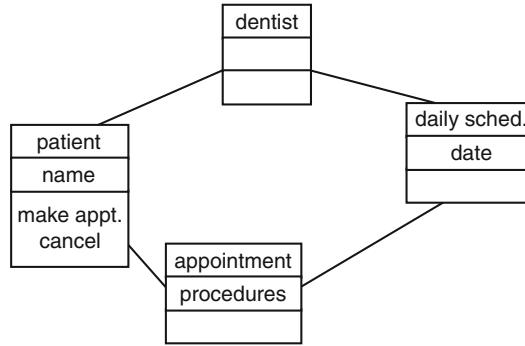 dentist
patient
name
make appt.
cancel
daily sched.
date
appointment
procedures